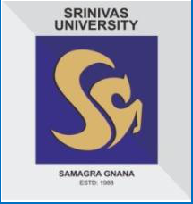 SRINIVAS
UNIVERSITY
SAMAGRA GNANA
ESTD: 1988